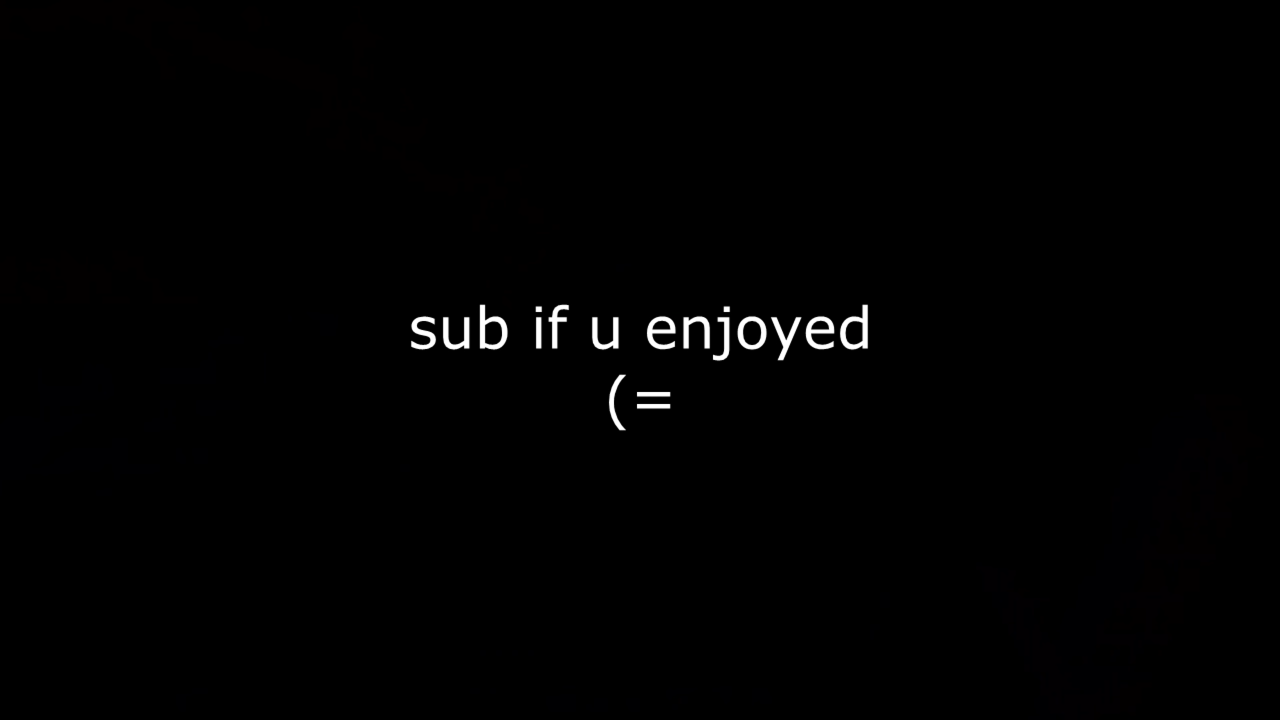 sub if u enjoyed
(=